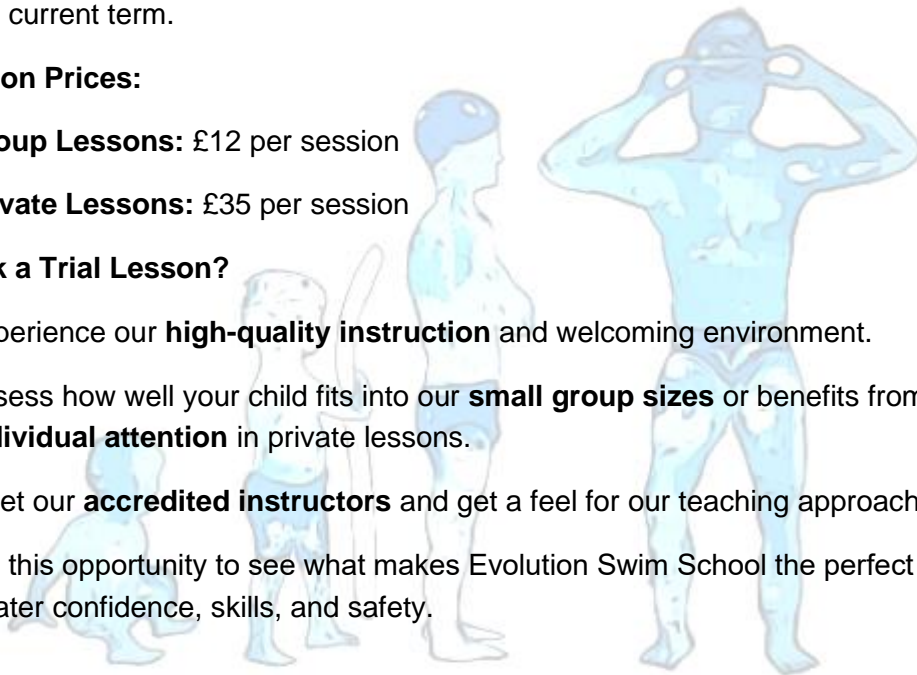 current term.
on Prices:
oup Lessons: £12 per session
vate Lessons: £35 per session
k a Trial Lesson?
perience our high-quality instruction and welcoming environment.
sess how well your child fits into our small group sizes or benefits from
dividual attention in private lessons.
et our accredited instructors and get a feel for our teaching approach
this opportunity to see what makes Evolution Swim School the perfect
ater confidence, skills, and safety.